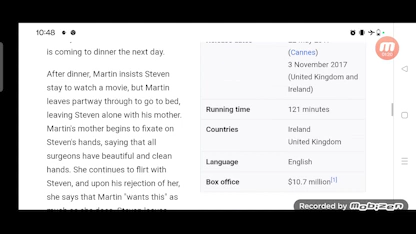 10:48
is coming to dinner the next day.
After dinner, Martin insists Steven
stay to watch a movie, but Martin
leaves partway through to go to bed,
leaving Steven alone with his mother.
Martin's mother begins to fixate on
Steven's hands, saying that all
surgeons have beautiful and clean
hands. She continues to flirt with
Steven, and upon his rejection of her,
she says that Martin "wants this" as
(Cannes)
3 November 2017
(United Kingdom and
Ireland)
Running time 121 minutes
Countries Ireland
United Kingdom
Language English
Box office $10.7 million[1]
Recorded by
Mobizen